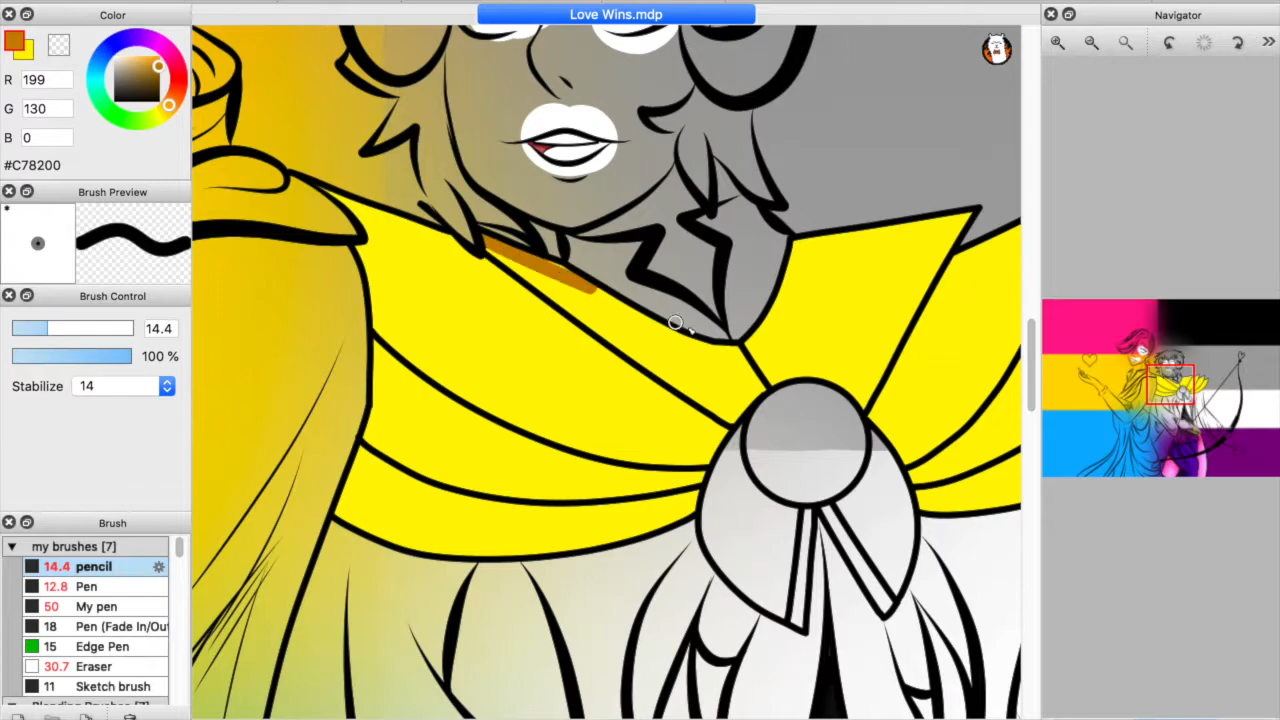 Color
Love Wins.mdp
Navigator
R 199
G 130
B 0
#C78200
Brush Preview
Brush Control
14.4
100 %
Stabilize 14
Brush
my brushes [7]
14.4 pencil
12.8 Pen
50 My pen
18 Pen (Fade In/Out
15 Edge Pen
30.7 Eraser
11 Sketch brush